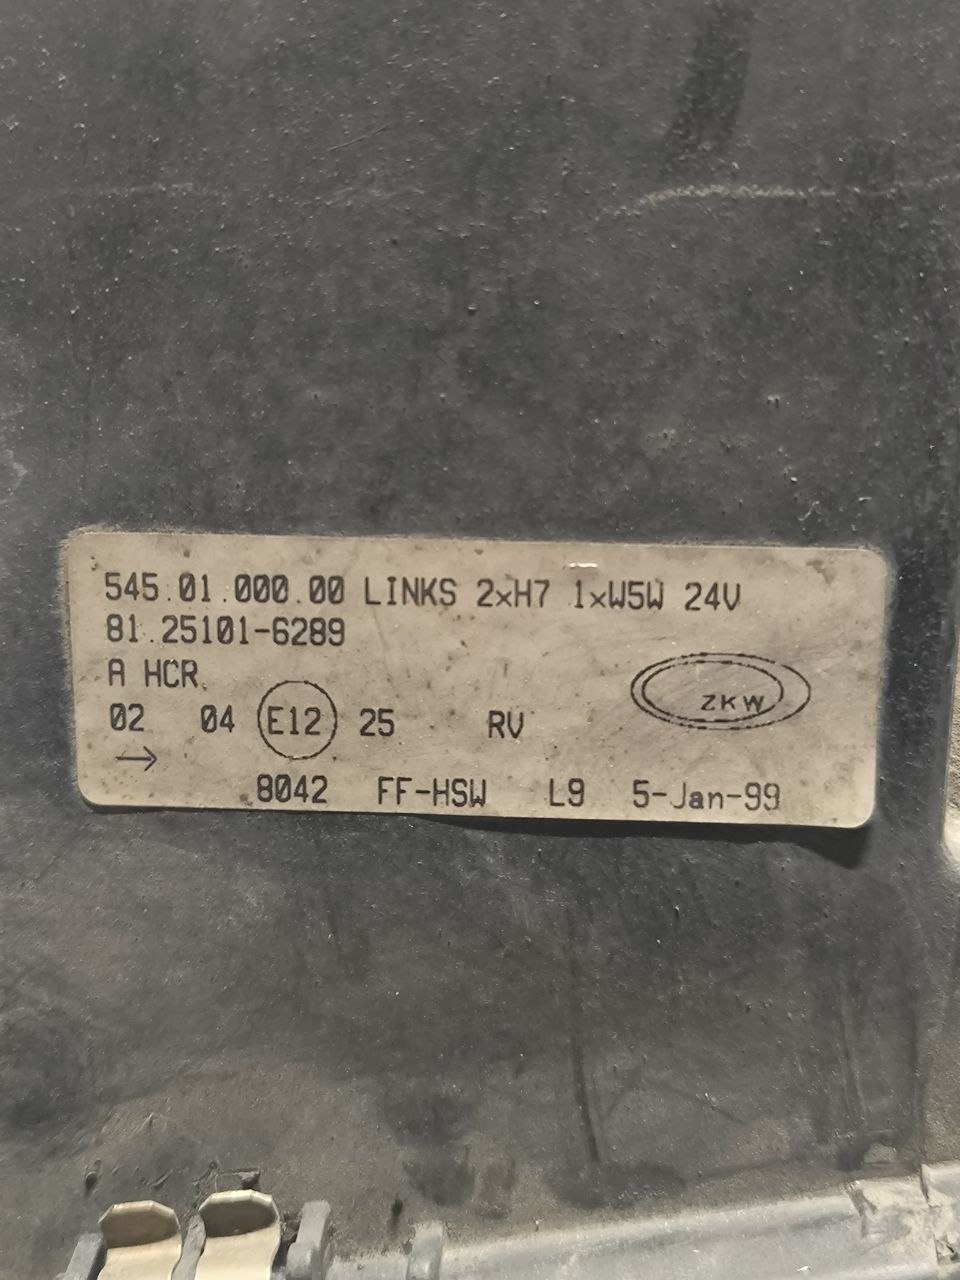 545.01.000.00 LINKS 2xH7 1xW5W 24V
81.25101-6289
A HCR
ZKW
02 04 E12 25 RV
→
8042 FF-HSW L9 5-Jan-99